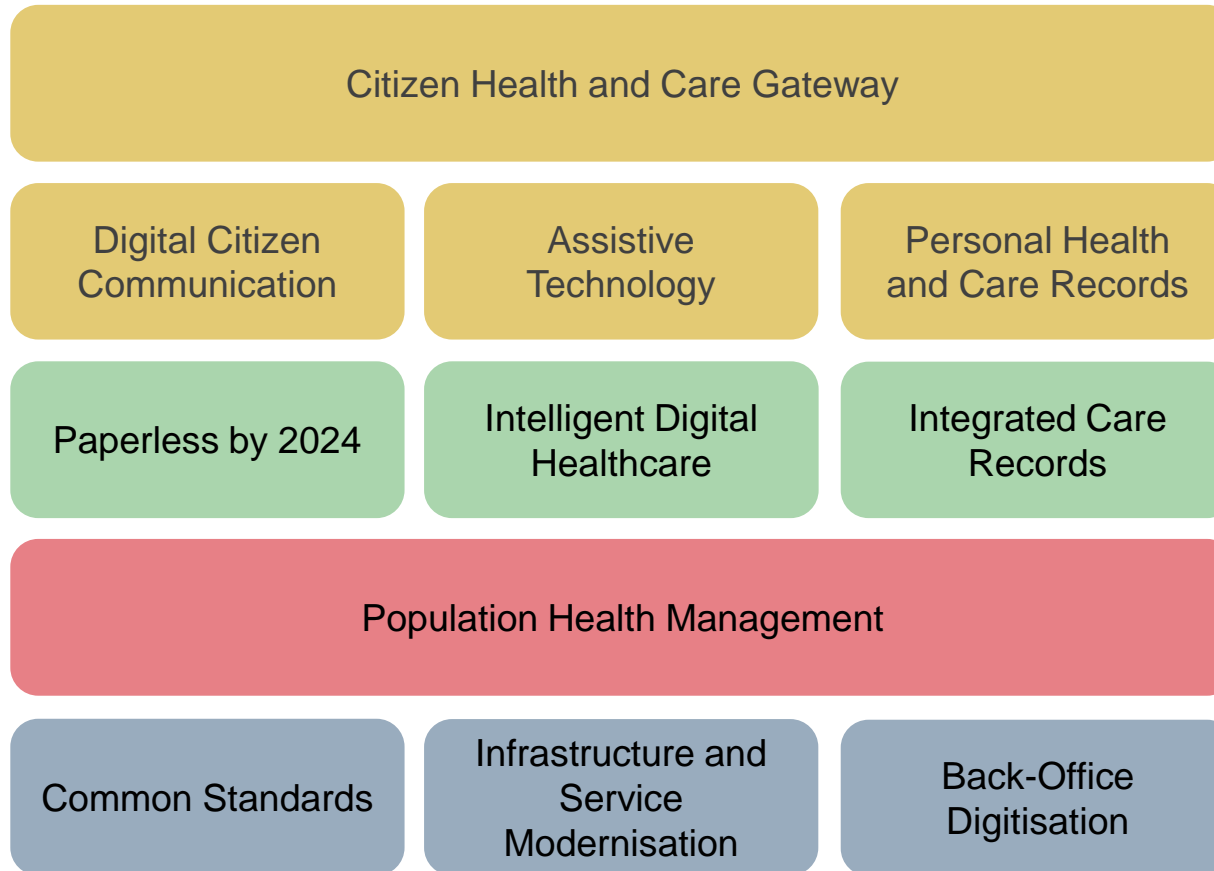 Citizen Health and Care Gateway
Digital Citizen
Communication
Assistive
Technology
Personal Health
and Care Records
Paperless by 2024
Intelligent Digital
Healthcare
Integrated Care
Records
Population Health Management
Common Standards
Infrastructure and
Service
Modernisation
Back-Office
Digitisation